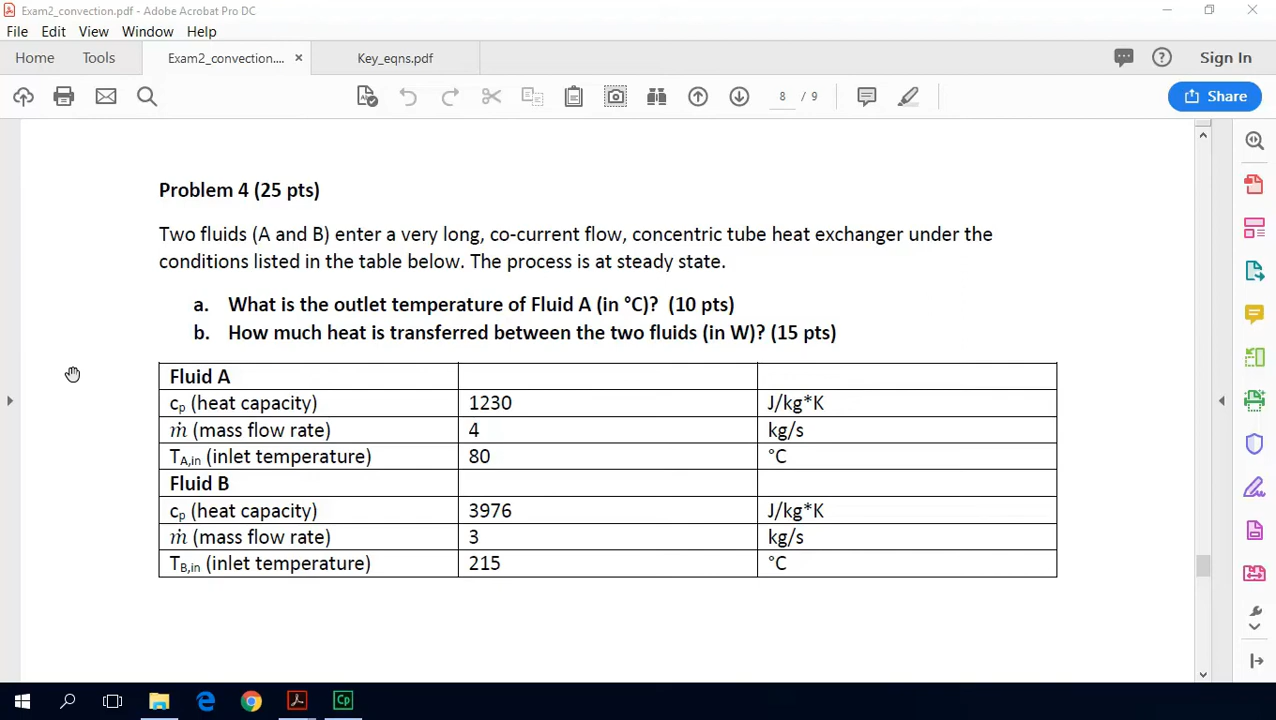 Exam2_convection.pdf - Adobe Acrobat Pro DC
File Edit View Window Help
Home Tools Exam2_convection.... × Key_eqns.pdf Sign In
8 / 9 Share
Problem 4 (25 pts)
Two fluids (A and B) enter a very long, co-current flow, concentric tube heat exchanger under the
conditions listed in the table below. The process is at steady state.
a. What is the outlet temperature of Fluid A (in °C)? (10 pts)
b. How much heat is transferred between the two fluids (in W)? (15 pts)
Fluid A
cp (heat capacity) 1230 J/kg*K
ṁ (mass flow rate) 4 kg/s
TA,in (inlet temperature) 80 °C
Fluid B
cp (heat capacity) 3976 J/kg*K
ṁ (mass flow rate) 3 kg/s
TB,in (inlet temperature) 215 °C
Cp